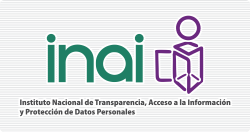 inai
Instituto Nacional de Transparencia, Acceso a la Información
y Protección de Datos Personales